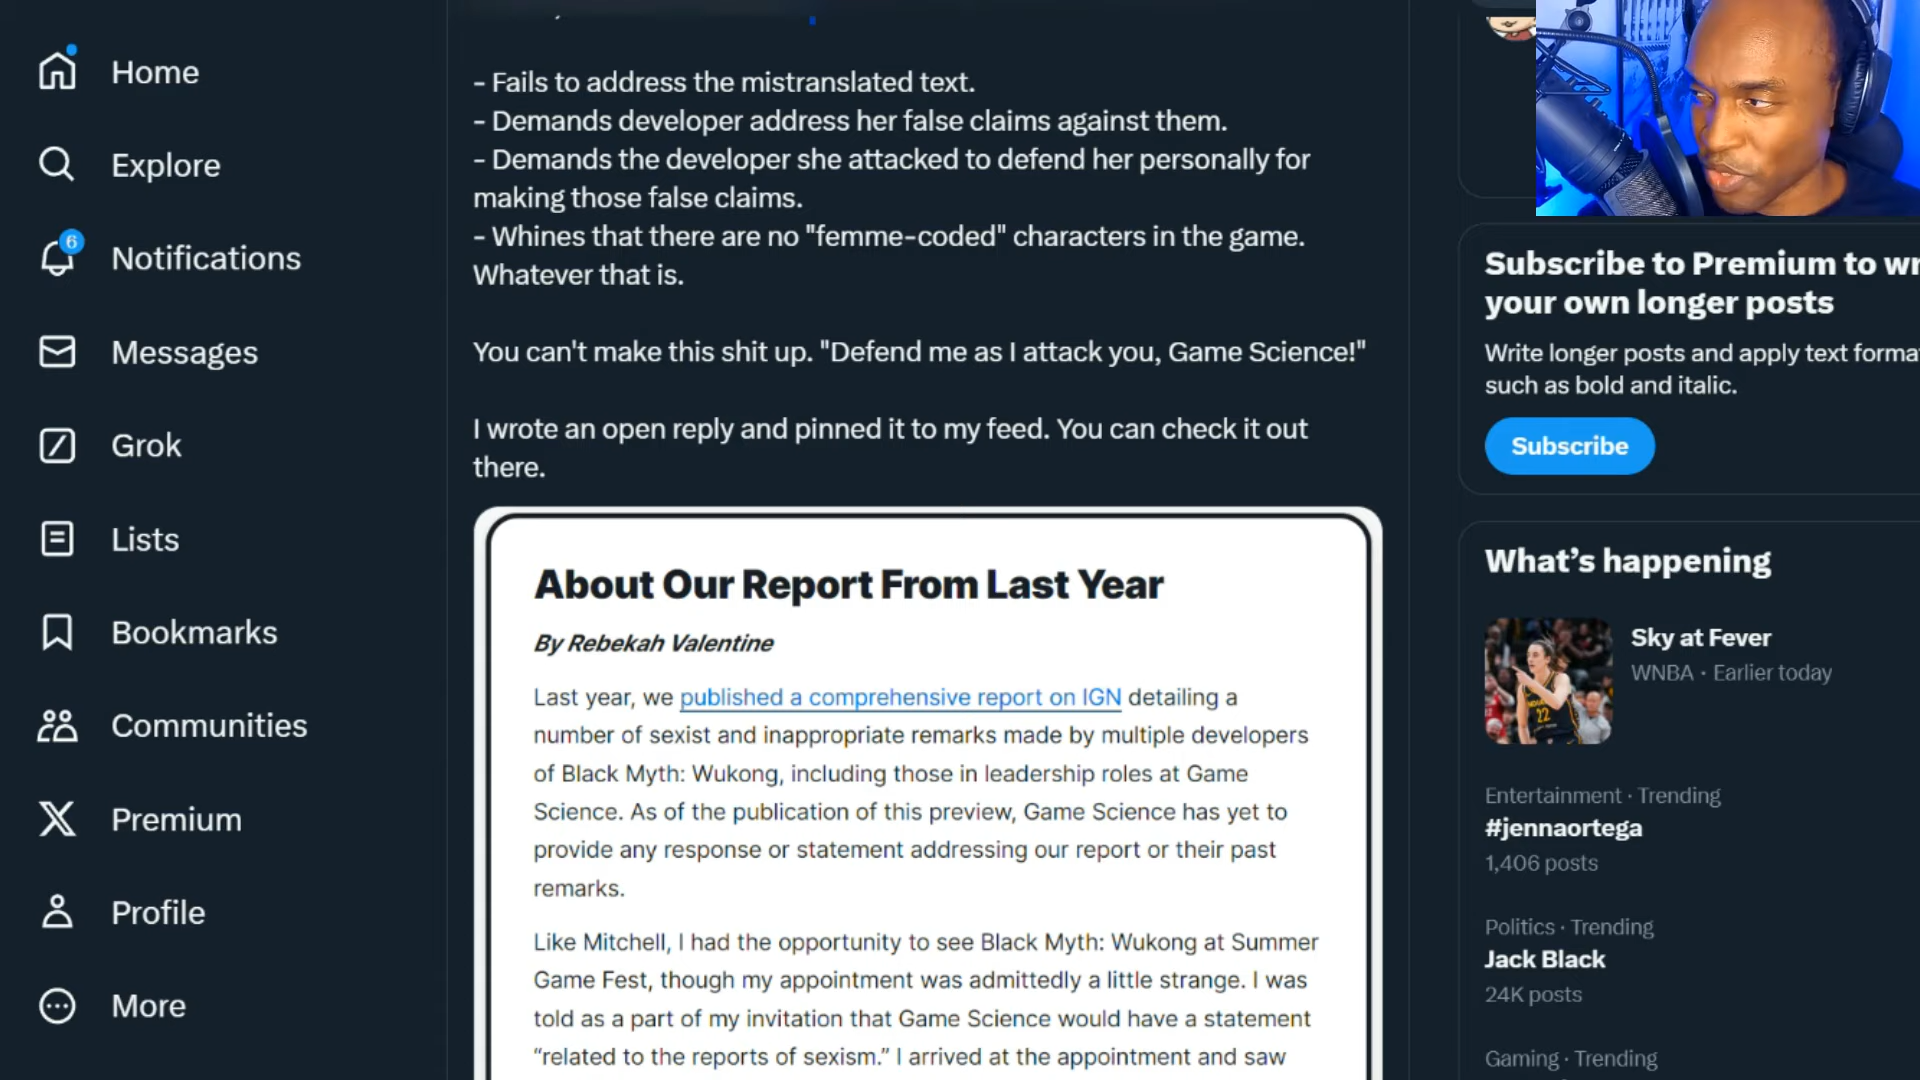 Home
Explore
6
Notifications
Messages
Grok
Lists
Bookmarks
Communities
Premium
Profile
More
- Fails to address the mistranslated text.
- Demands developer address her false claims against them.
- Demands the developer she attacked to defend her personally for
making those false claims.
- Whines that there are no "femme-coded" characters in the game.
Whatever that is.
You can't make this shit up. "Defend me as I attack you, Game Science!"
I wrote an open reply and pinned it to my feed. You can check it out
there.
About Our Report From Last Year
By Rebekah Valentine
Last year, we published a comprehensive report on IGN detailing a
number of sexist and inappropriate remarks made by multiple developers
of Black Myth: Wukong, including those in leadership roles at Game
Science. As of the publication of this preview, Game Science has yet to
provide any response or statement addressing our report or their past
remarks.
Like Mitchell, I had the opportunity to see Black Myth: Wukong at Summer
Game Fest, though my appointment was admittedly a little strange. I was
told as a part of my invitation that Game Science would have a statement
“related to the reports of sexism.” I arrived at the appointment and saw
Subscribe to Premium to wr
your own longer posts
Write longer posts and apply text forma
such as bold and italic.
Subscribe
What’s happening
Sky at Fever
WNBA · Earlier today
22
Entertainment · Trending
#jennaortega
1,406 posts
Politics · Trending
Jack Black
24K posts
Gaming · Trending